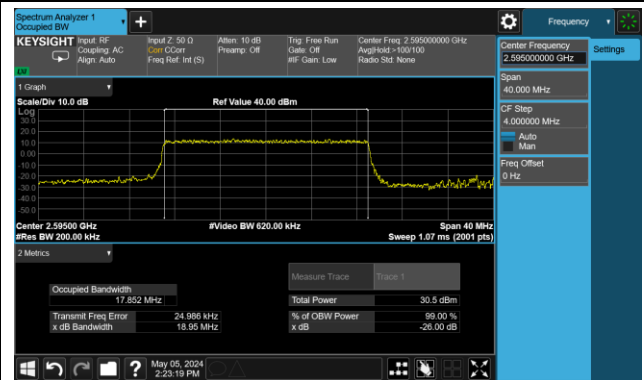 Spectrum Analyzer 1
Occupied BW
Frequency
KEYSIGHT
Input: RF
Coupling: AC
Align: Auto
Input Z: 50 Ω
Corr CCorr
Freq Ref: Int (S)
Atten: 10 dB
Preamp: Off
Trig: Free Run
Gate: Off
#IF Gain: Low
Center Freq: 2.595000000 GHz
Avg|Hold:>100/100
Radio Std: None
LXI
Center Frequency
2.595000000 GHz
Settings
Span
40.000 MHz
CF Step
4.000000 MHz
Auto
Man
Freq Offset
0 Hz
1 Graph
Scale/Div 10.0 dB
Ref Value 40.00 dBm
Log
30.0
20.0
10.0
0.00
-10.0
-20.0
-30.0
-40.0
-50.0
Center 2.59500 GHz
#Video BW 620.00 kHz
Span 40 MHz
#Res BW 200.00 kHz
Sweep 1.07 ms (2001 pts)
2 Metrics
Measure Trace
Trace 1
Occupied Bandwidth
17.852 MHz
Total Power
30.5 dBm
Transmit Freq Error
24.986 kHz
% of OBW Power
99.00 %
x dB Bandwidth
18.95 MHz
x dB
-26.00 dB
May 05, 2024
2:23:19 PM